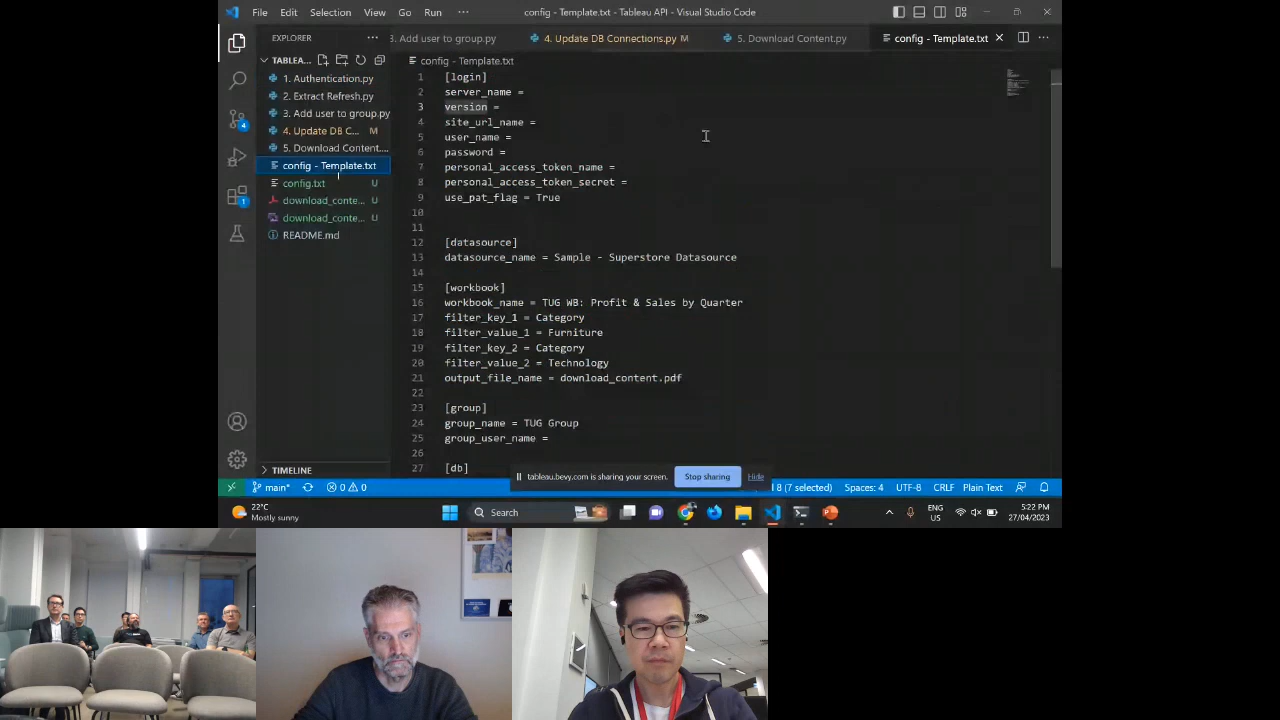 File Edit Selection View Go Run ··· config - Template.txt - Tableau API - Visual Studio Code
EXPLORER ···
3. Add user to group.py 4. Update DB Connections.py M 5. Download Content.py config - Template.txt
TABLEA...
1. Authentication.py
2. Extract Refresh.py
3. Add user to group.py
4. Update DB C... M
5. Download Content....
config - Template.txt
config.txt U
download_conte... U
download_conte... U
README.md
TIMELINE
config - Template.txt
1 [login]
2 server_name =
3 version =
4 site_url_name =
5 user_name =
6 password =
7 personal_access_token_name =
8 personal_access_token_secret =
9 use_pat_flag = True
10
11
12 [datasource]
13 datasource_name = Sample - Superstore Datasource
14
15 [workbook]
16 workbook_name = TUG WB: Profit & Sales by Quarter
17 filter_key_1 = Category
18 filter_value_1 = Furniture
19 filter_key_2 = Category
20 filter_value_2 = Technology
21 output_file_name = download_content.pdf
22
23 [group]
24 group_name = TUG Group
25 group_user_name =
26
27 [db]
4
1
tableau.bevy.com is sharing your screen. Stop sharing Hide
main* 0 0 8 (7 selected) Spaces: 4 UTF-8 CRLF Plain Text
22°C
Mostly sunny
Search
ENG
US
5:22 PM
27/04/2023